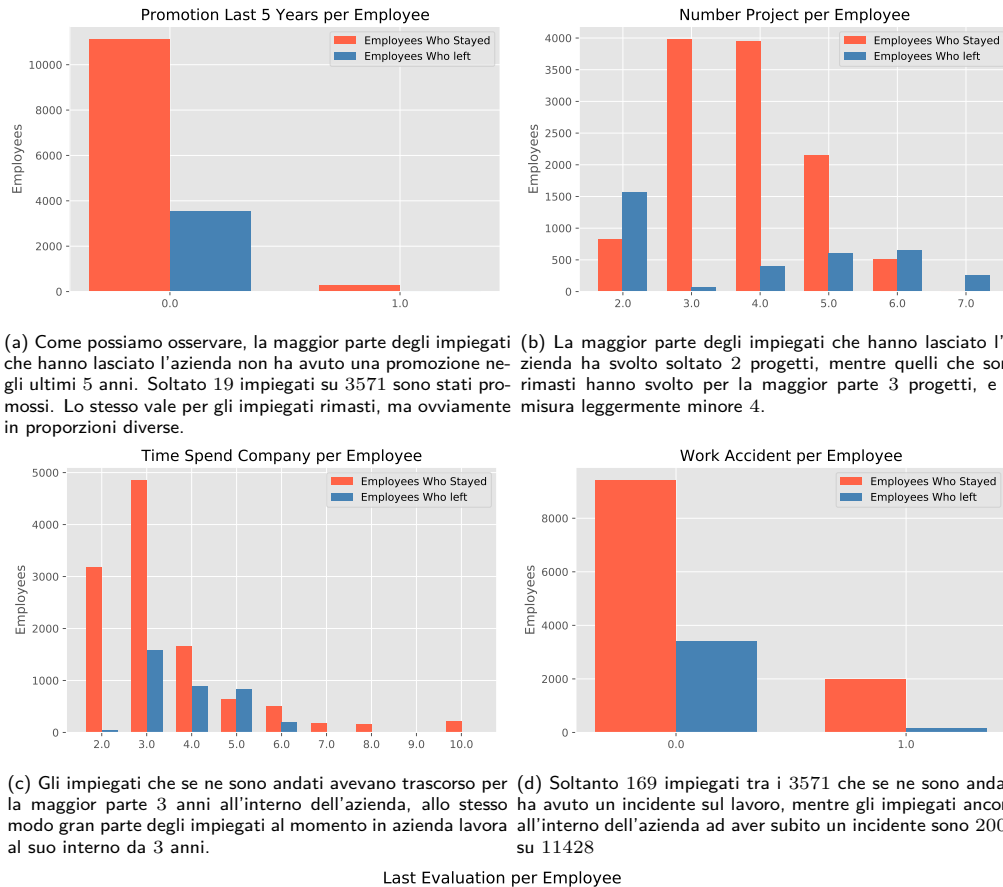 Promotion Last 5 Years per Employee
Employees Who Stayed
Employees Who left
Employees
10000
8000
6000
4000
2000
0
0.0 1.0
Number Project per Employee
Employees Who Stayed
Employees Who left
Employees
4000
3500
3000
2500
2000
1500
1000
500
0
2.0 3.0 4.0 5.0 6.0 7.0
(a) Come possiamo osservare, la maggior parte degli impiegati
che hanno lasciato l'azienda non ha avuto una promozione ne-
gli ultimi 5 anni. Soltato 19 impiegati su 3571 sono stati pro-
mossi. Lo stesso vale per gli impiegati rimasti, ma ovviamente
in proporzioni diverse.
(b) La maggior parte degli impiegati che hanno lasciato l'
zienda ha svolto soltato 2 progetti, mentre quelli che so
rimasti hanno svolto per la maggior parte 3 progetti, e
misura leggermente minore 4.
Time Spend Company per Employee
Employees Who Stayed
Employees Who left
Employees
5000
4000
3000
2000
1000
0
2.0 3.0 4.0 5.0 6.0 7.0 8.0 9.0 10.0
Work Accident per Employee
Employees Who Stayed
Employees Who left
Employees
8000
6000
4000
2000
0
0.0 1.0
(c) Gli impiegati che se ne sono andati avevano trascorso per
la maggior parte 3 anni all'interno dell'azienda, allo stesso
modo gran parte degli impiegati al momento in azienda lavora
al suo interno da 3 anni.
(d) Soltanto 169 impiegati tra i 3571 che se ne sono anda
ha avuto un incidente sul lavoro, mentre gli impiegati anco
all'interno dell'azienda ad aver subito un incidente sono 200
su 11428
Last Evaluation per Employee